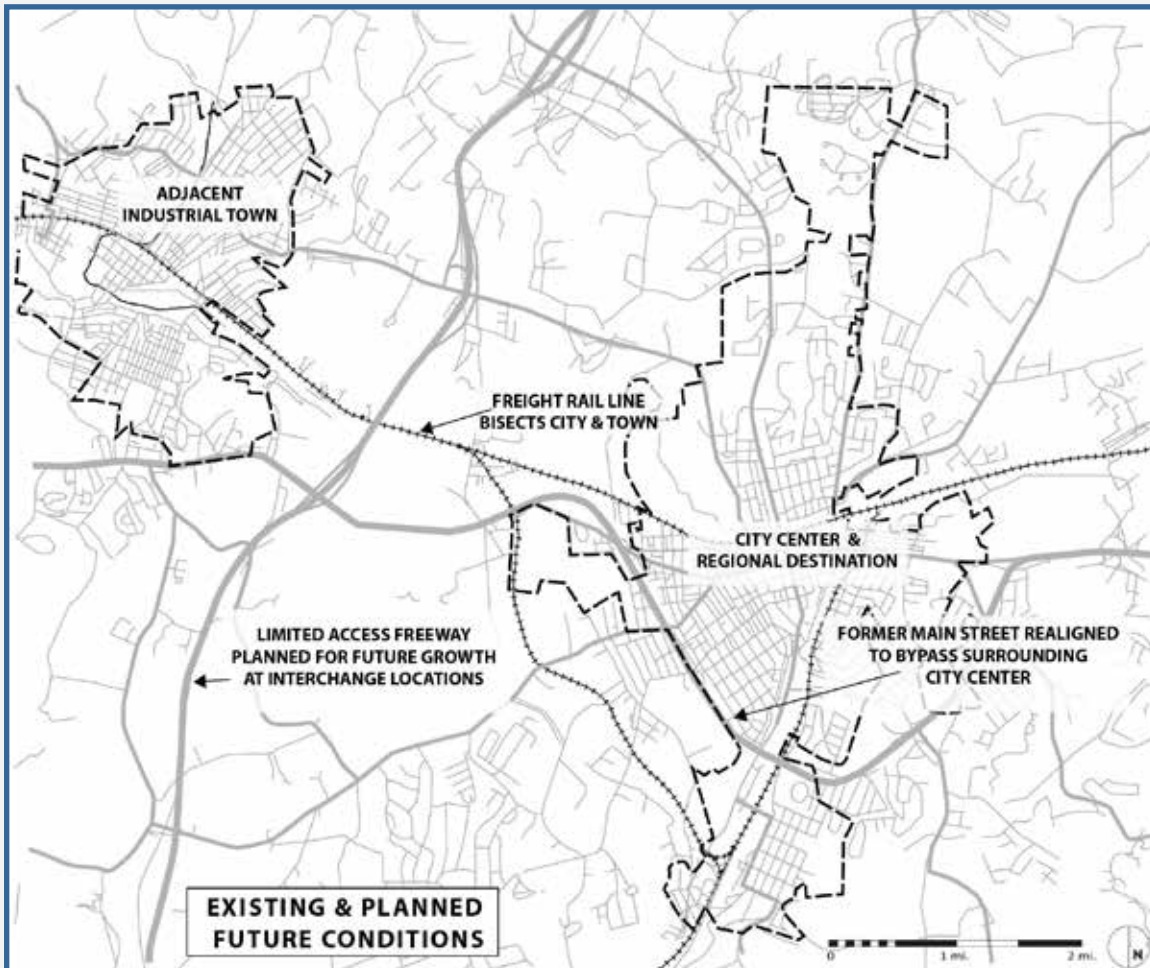 ADJACENT
INDUSTRIAL TOWN
FREIGHT RAIL LINE
BISECTS CITY & TOWN
CITY CENTER &
REGIONAL DESTINATION
LIMITED ACCESS FREEWAY
PLANNED FOR FUTURE GROWTH
AT INTERCHANGE LOCATIONS
FORMER MAIN STREET REALIGNED
TO BYPASS SURROUNDING
CITY CENTER
EXISTING & PLANNED
FUTURE CONDITIONS
0 1 mi. 2 mi.
N